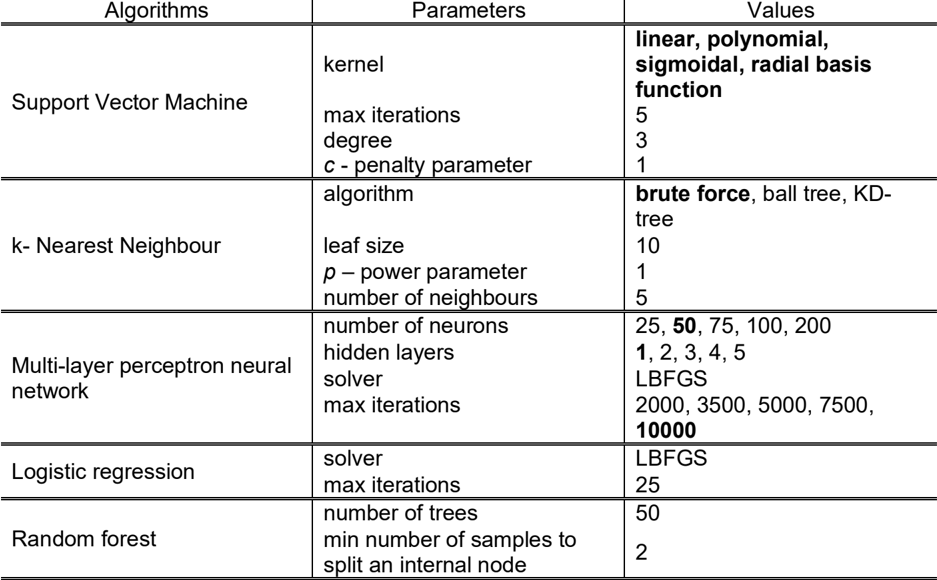 Algorithms Parameters Values
Support Vector Machine
kernel
linear, polynomial,
sigmoidal, radial basis
function
max iterations 5
degree 3
c - penalty parameter 1
k- Nearest Neighbour
algorithm brute force, ball tree, KD-
tree
leaf size 10
p – power parameter 1
number of neighbours 5
Multi-layer perceptron neural
network
number of neurons 25, 50, 75, 100, 200
hidden layers 1, 2, 3, 4, 5
solver LBFGS
max iterations 2000, 3500, 5000, 7500,
10000
Logistic regression
solver LBFGS
max iterations 25
Random forest
number of trees 50
min number of samples to
split an internal node
2